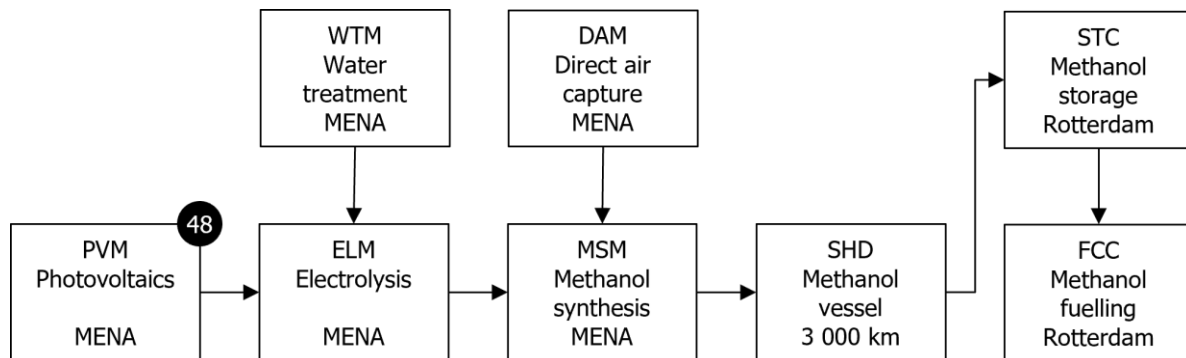 WTM
Water
treatment
MENA
DAM
Direct air
capture
MENA
STC
Methanol
storage
Rotterdam
48
PVM
Photovoltaics
MENA
ELM
Electrolysis
MENA
MSM
Methanol
synthesis
MENA
SHD
Methanol
vessel
3 000 km
FCC
Methanol
fuelling
Rotterdam